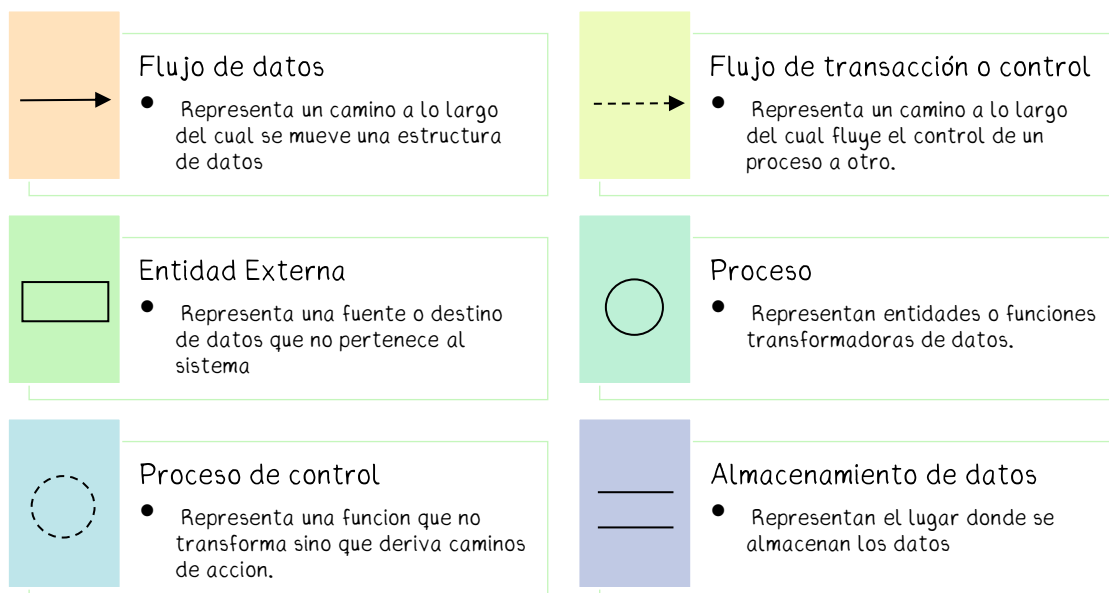 Flujo de datos
● Representa un camino a lo largo
del cual se mueve una estructura
de datos
Flujo de transacción o control
● Representa un camino a lo largo
del cual fluye el control de un
proceso a otro.
Entidad Externa
● Representa una fuente o destino
de datos que no pertenece al
sistema
Proceso
● Representan entidades o funciones
transformadoras de datos.
Proceso de control
● Representa una funcion que no
transforma sino que deriva caminos
de accion.
Almacenamiento de datos
● Representan el lugar donde se
almacenan los datos